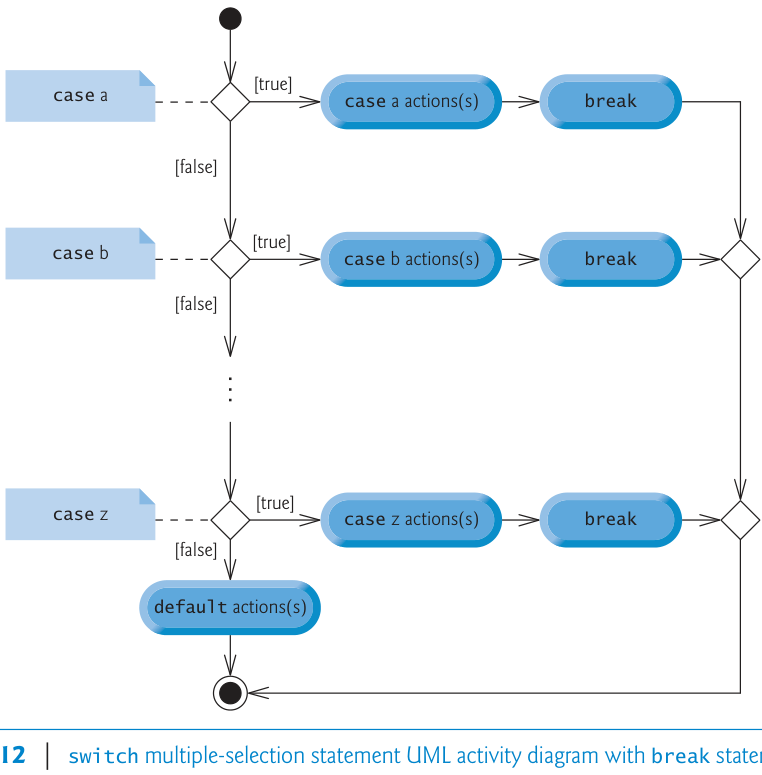 [true]
case a
case a actions(s)
break
[false]
[true]
case b
case b actions(s)
break
[false]
[true]
case z
case z actions(s)
break
[false]
default actions(s)
12 | switch multiple-selection statement UML activity diagram with break